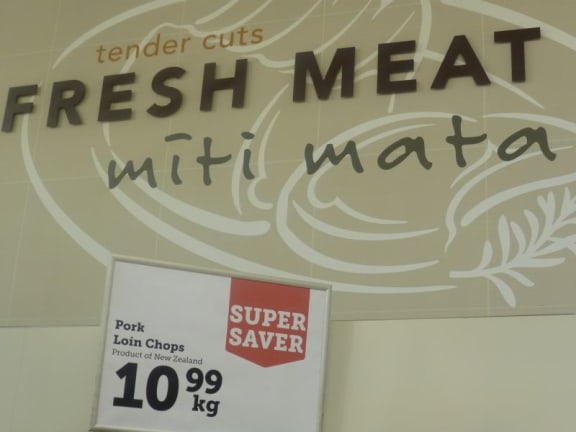 tender cuts
FRESH MEAT
mīti mata
SUPER
SAVER
Pork
Loin Chops
Product of New Zealand
10 99
kg